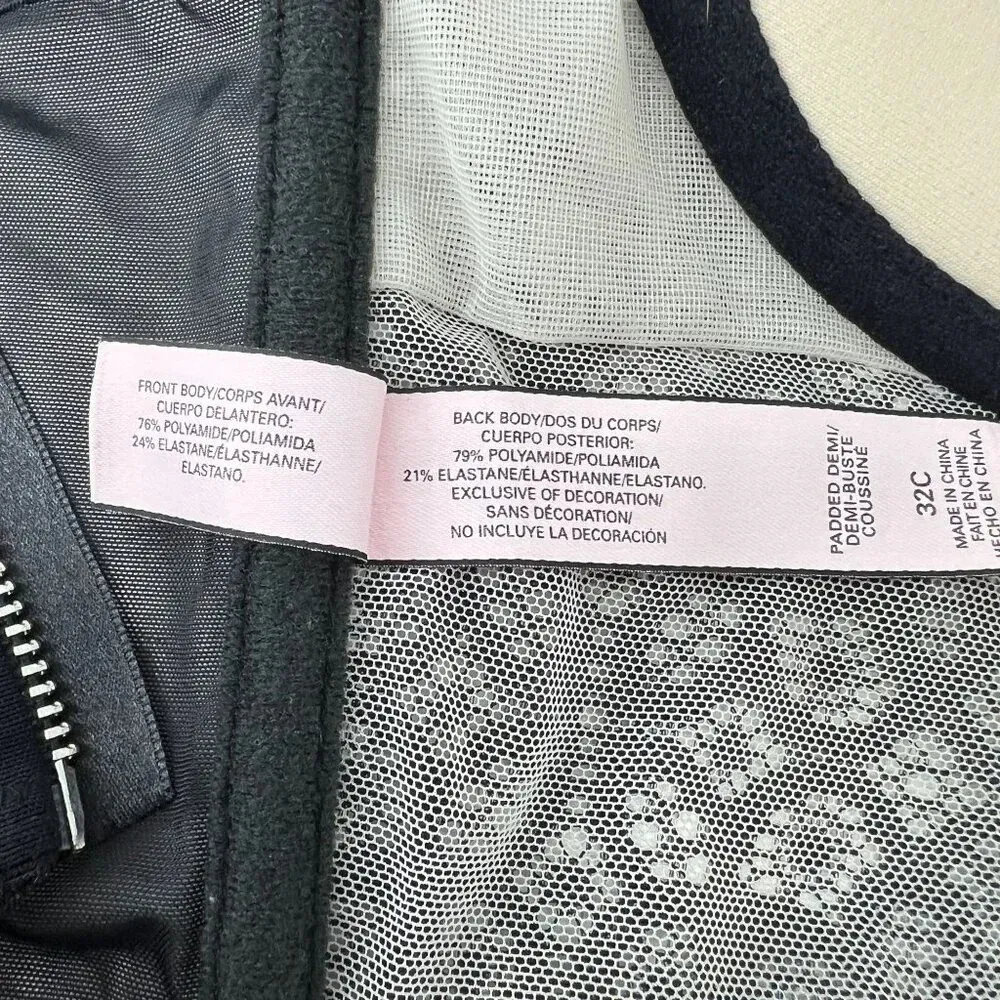 FRONT BODY/CORPS AVANT/
CUERPO DELANTERO:
76% POLYAMIDE/POLIAMIDA
24% ELASTANE/ÉLASTHANNE/
ELASTANO.
BACK BODY/DOS DU CORPS/
CUERPO POSTERIOR:
79% POLYAMIDE/POLIAMIDA
21% ELASTANE/ÉLASTHANNE/ELASTANO.
EXCLUSIVE OF DECORATION/
SANS DÉCORATION/
NO INCLUYE LA DECORACIÓN
PADDED DEMI/
DEMI-BUSTE
COUSSINÉ
32C
MADE IN CHINA
FAIT EN CHINE
HECHO EN CHINA